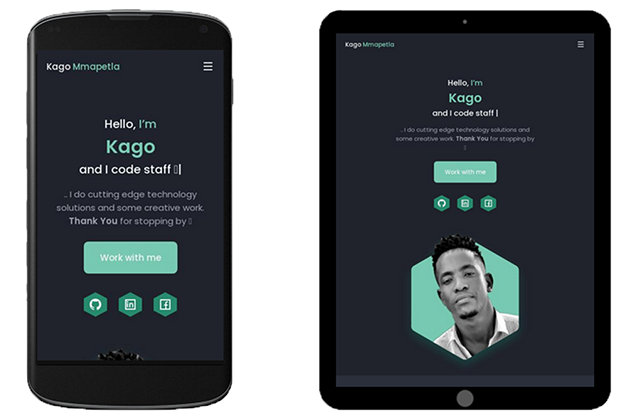 Kago Mmapetla
Hello, I'm
Kago
and I code staff
.. I do cutting edge technology
solutions and some creative work.
Thank You for stopping by
Work with me
in
Kago Mmapetla
Hello, I'm
Kago
and I code staff |
.. I do cutting edge technology solutions and
some creative work. Thank You for stopping by
Work with me
in